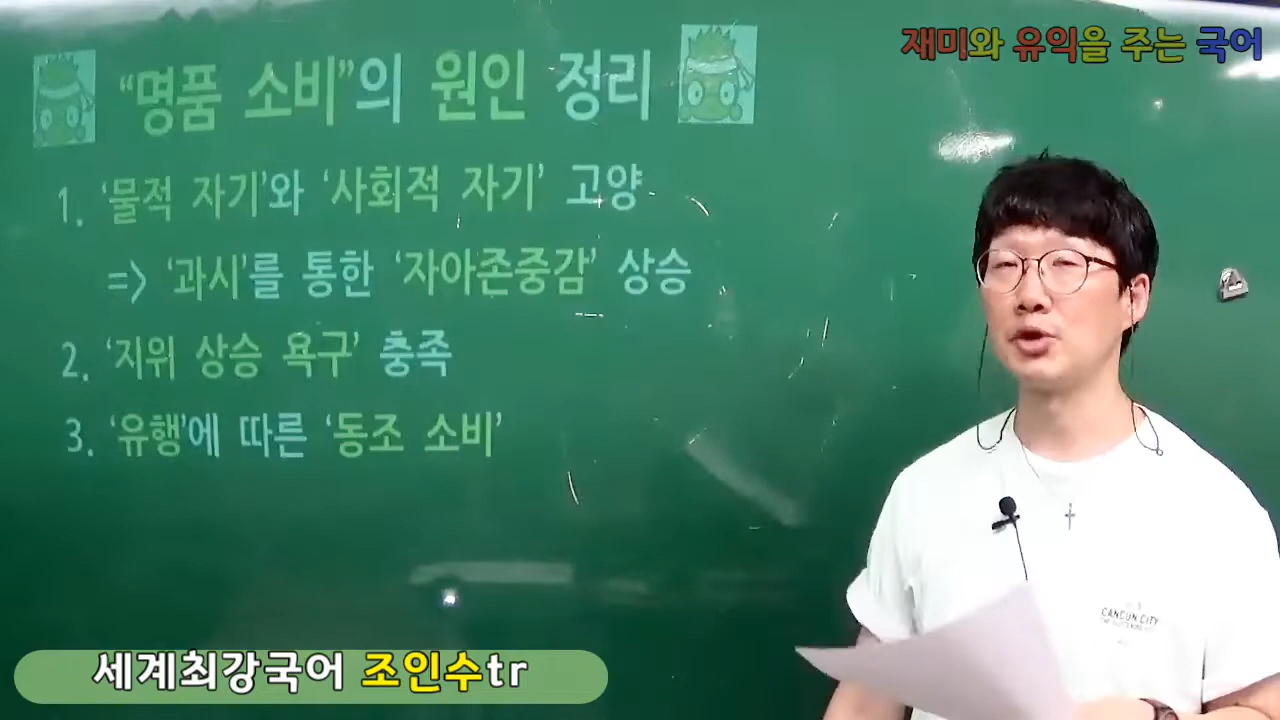 재미와 유익을 주는 국어
“명품 소비”의 원인 정리
1. ‘물적 자기’와 ‘사회적 자기’ 고양
=> ‘과시’를 통한 ‘자아존중감’ 상승
2. ‘지위 상승 욕구’ 충족
3. ‘유행’에 따른 ‘동조 소비’
CANCUN CITY
세계최강국어 조인수tr